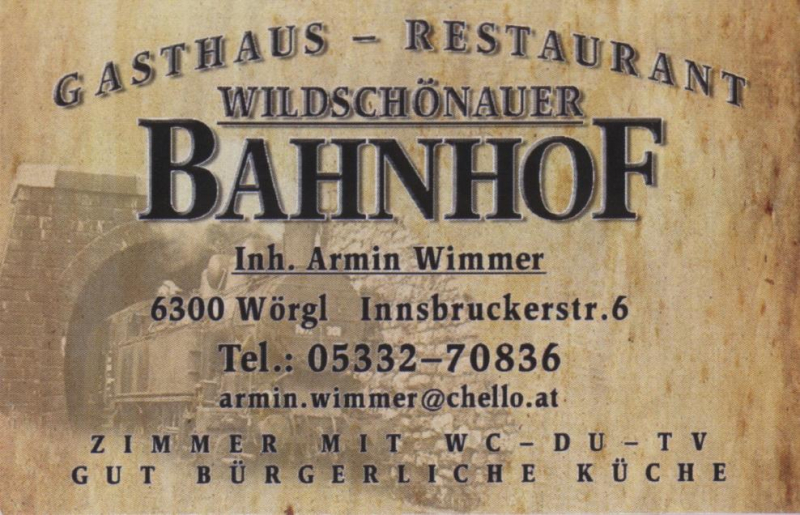 GASTHAUS – RESTAURANT
WILDSCHÖNAUER
BAHNHOF
Inh. Armin Wimmer
6300 Wörgl Innsbruckerstr.6
Tel.: 05332–70836
armin.wimmer@chello.at
ZIMMER MIT WC–DU–TV
GUT BÜRGERLICHE KÜCHE